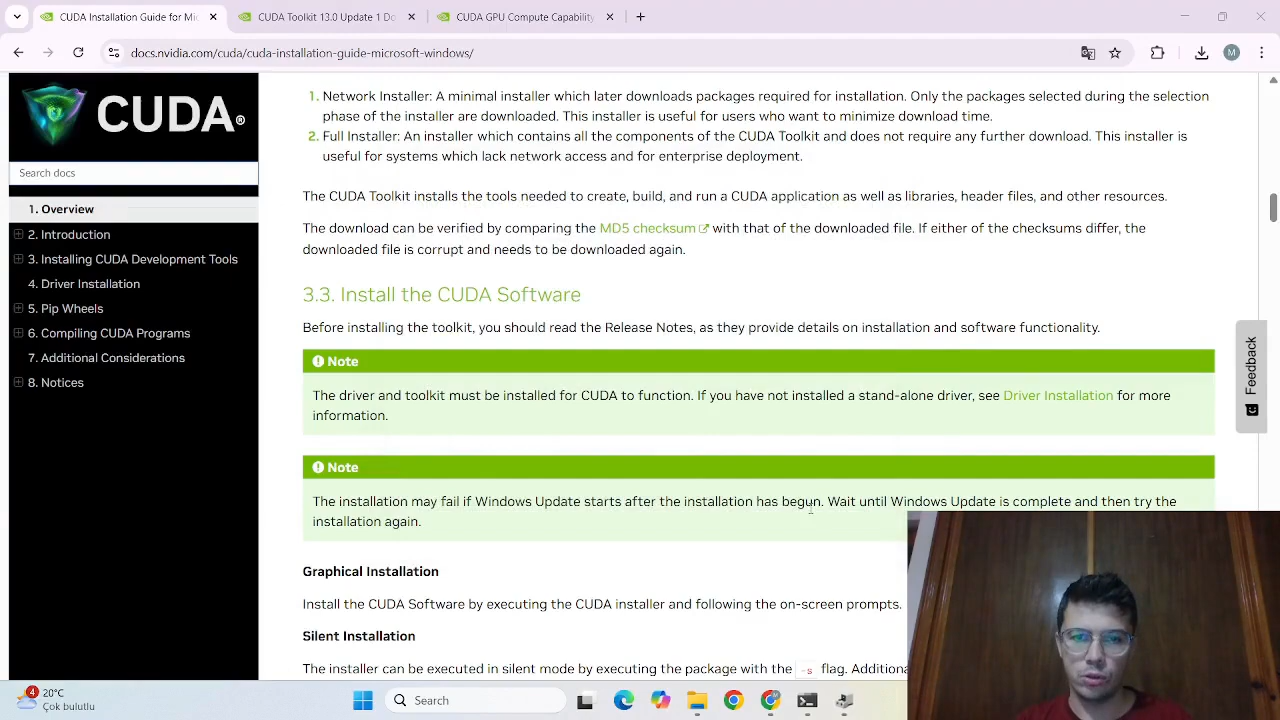 CUDA Installation Guide for Mi
CUDA Toolkit 13.0 Update 1 Do
CUDA GPU Compute Capability
docs.nvidia.com/cuda/cuda-installation-guide-microsoft-windows/
M
CUDA®
Search docs
1. Overview
2. Introduction
3. Installing CUDA Development Tools
4. Driver Installation
5. Pip Wheels
6. Compiling CUDA Programs
7. Additional Considerations
8. Notices
1. Network Installer: A minimal installer which later downloads packages required for installation. Only the packages selected during the selection
phase of the installer are downloaded. This installer is useful for users who want to minimize download time.
2. Full Installer: An installer which contains all the components of the CUDA Toolkit and does not require any further download. This installer is
useful for systems which lack network access and for enterprise deployment.
The CUDA Toolkit installs the tools needed to create, build, and run a CUDA application as well as libraries, header files, and other resources.
The download can be verified by comparing the MD5 checksum with that of the downloaded file. If either of the checksums differ, the
downloaded file is corrupt and needs to be downloaded again.
3.3. Install the CUDA Software
Before installing the toolkit, you should read the Release Notes, as they provide details on installation and software functionality.
Note
The driver and toolkit must be installed for CUDA to function. If you have not installed a stand-alone driver, see Driver Installation for more
information.
Note
The installation may fail if Windows Update starts after the installation has begun. Wait until Windows Update is complete and then try the
installation again.
Graphical Installation
Install the CUDA Software by executing the CUDA installer and following the on-screen prompts.
Silent Installation
The installer can be executed in silent mode by executing the package with the -s flag. Additional
Feedback
4
20°C
Çok bulutlu
Search